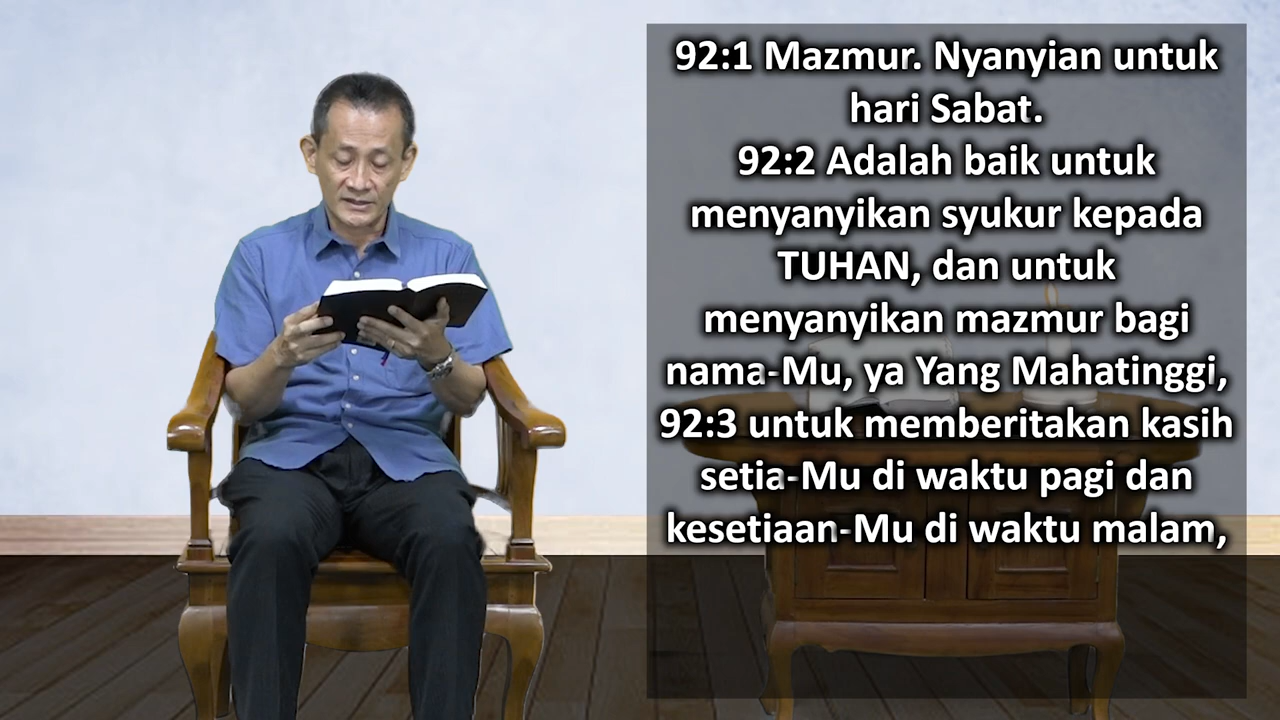 92:1 Mazmur. Nyanyian untuk
hari Sabat.
92:2 Adalah baik untuk
menyanyikan syukur kepada
TUHAN, dan untuk
menyanyikan mazmur bagi
nama-Mu, ya Yang Mahatinggi,
92:3 untuk memberitakan kasih
setia-Mu di waktu pagi dan
kesetiaan-Mu di waktu malam,